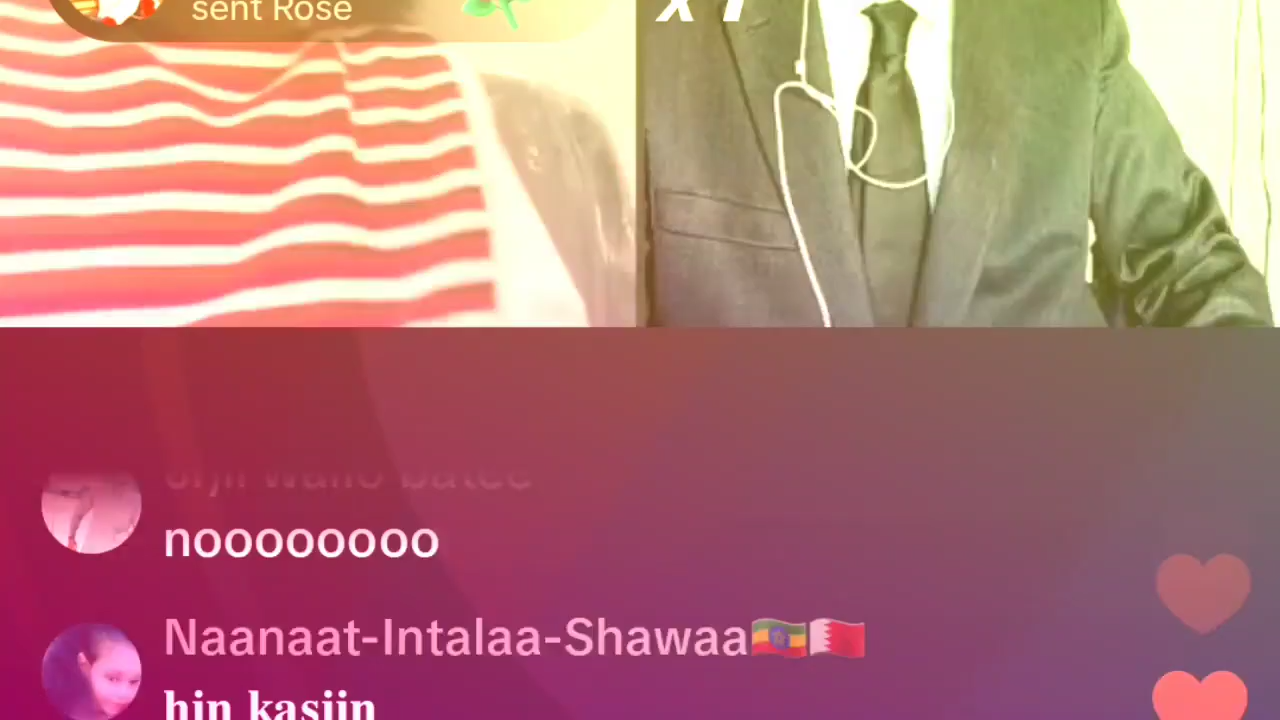 sent Rose
x 1
noooooooo
Naanaat-Intalaa-Shawaa🇪🇹🇧🇭
hin kasiin